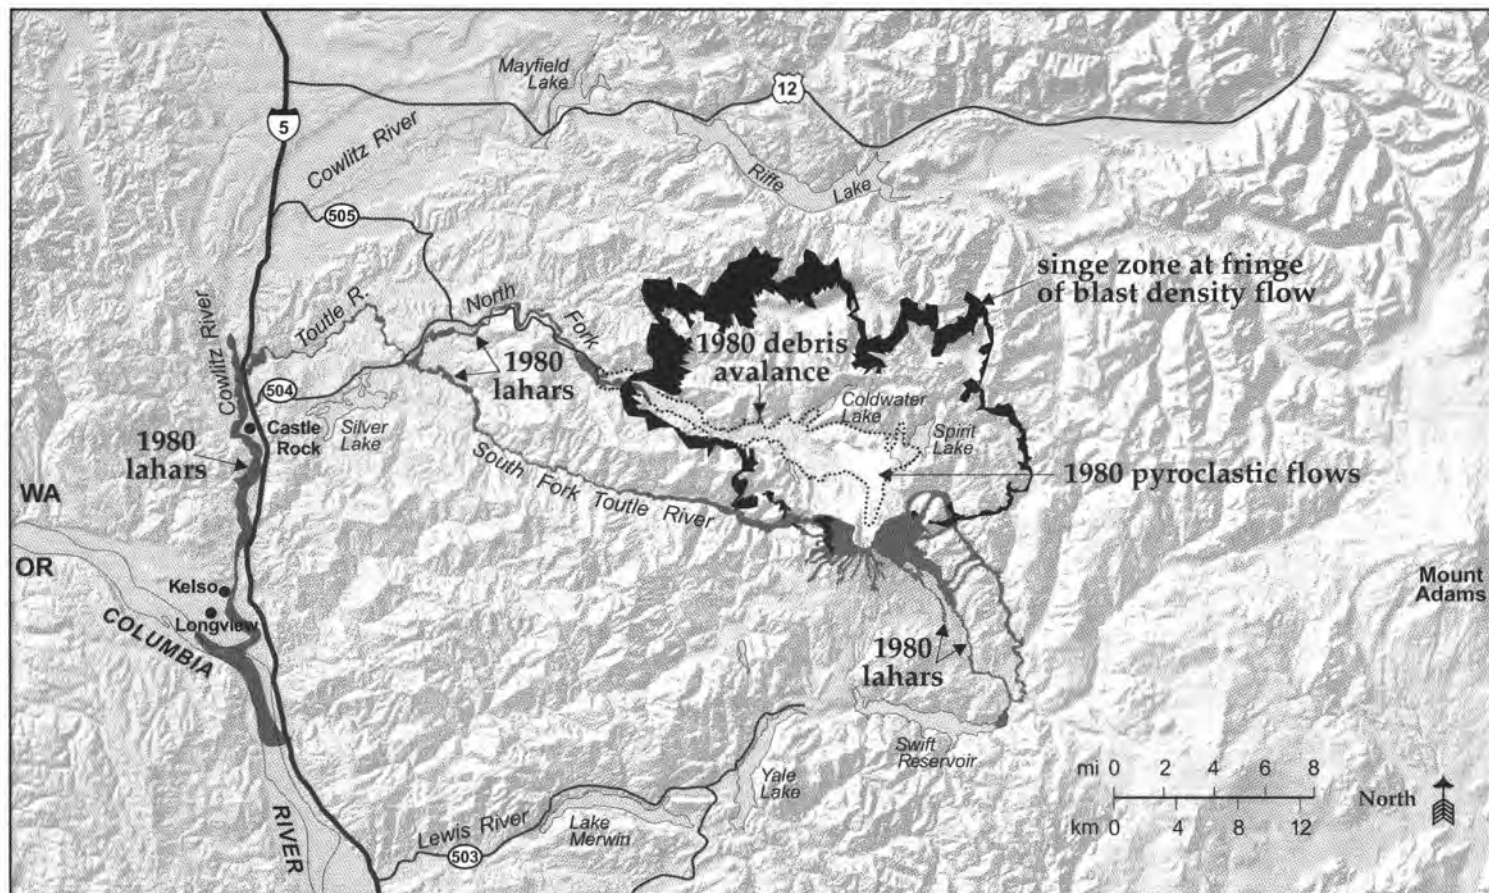 Mayfield
Lake
12
5
Cowlitz River
Riffe
Lake
505
singe zone at fringe
of blast density flow
Cowlitz River
Toutle R.
North
Fork
1980 debris
avalance
1980
lahars
504
Coldwater
Lake
Castle
Rock
Silver
Lake
Spirit
Lake
1980
lahars
South Fork Toutle River
1980 pyroclastic flows
WA
OR
Kelso
Longview
Mount
Adams
COLUMBIA
RIVER
1980
lahars
Swift
Reservoir
Yale
Lake
mi 0 2 4 6 8
km 0 4 8 12
North
Lewis River
Lake
Merwin
503